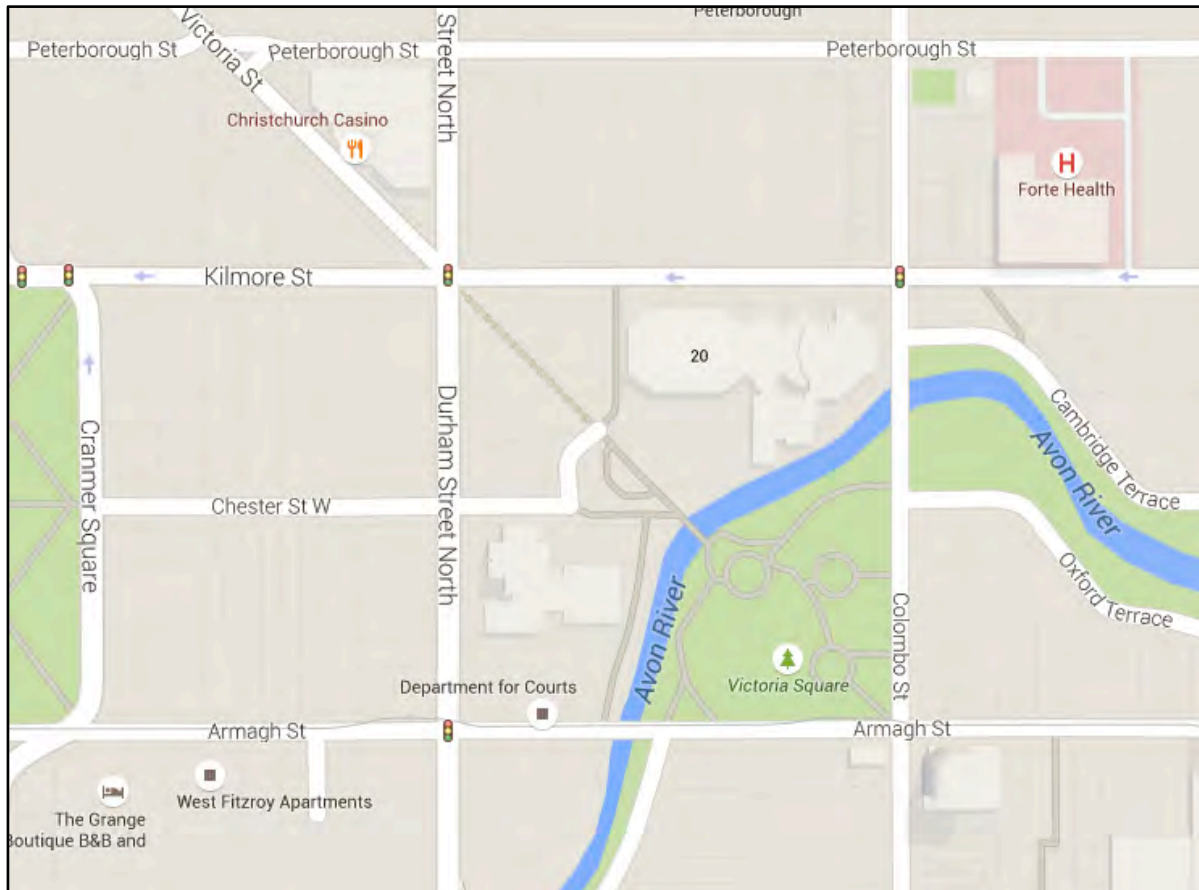 Peterborough
Victoria St
Street North
Peterborough St
Peterborough St
Peterborough St
Christchurch Casino
H
Forte Health
Kilmore St
20
Cranmer Square
Durham Street North
Cambridge Terrace
Avon River
Chester St W
Oxford Terrace
Avon River
Colombo St
Victoria Square
Department for Courts
Armagh St
Armagh St
West Fitzroy Apartments
The Grange
Boutique B&B and